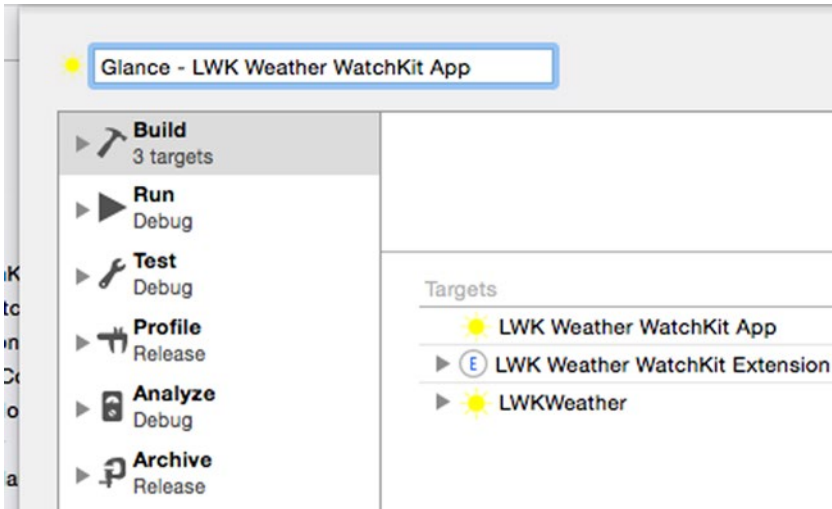 Glance - LWK Weather WatchKit App
Build
3 targets
Run
Debug
Test
Debug
Profile
Release
Analyze
Debug
Archive
Release
Targets
LWK Weather WatchKit App
E LWK Weather WatchKit Extension
LWKWeather